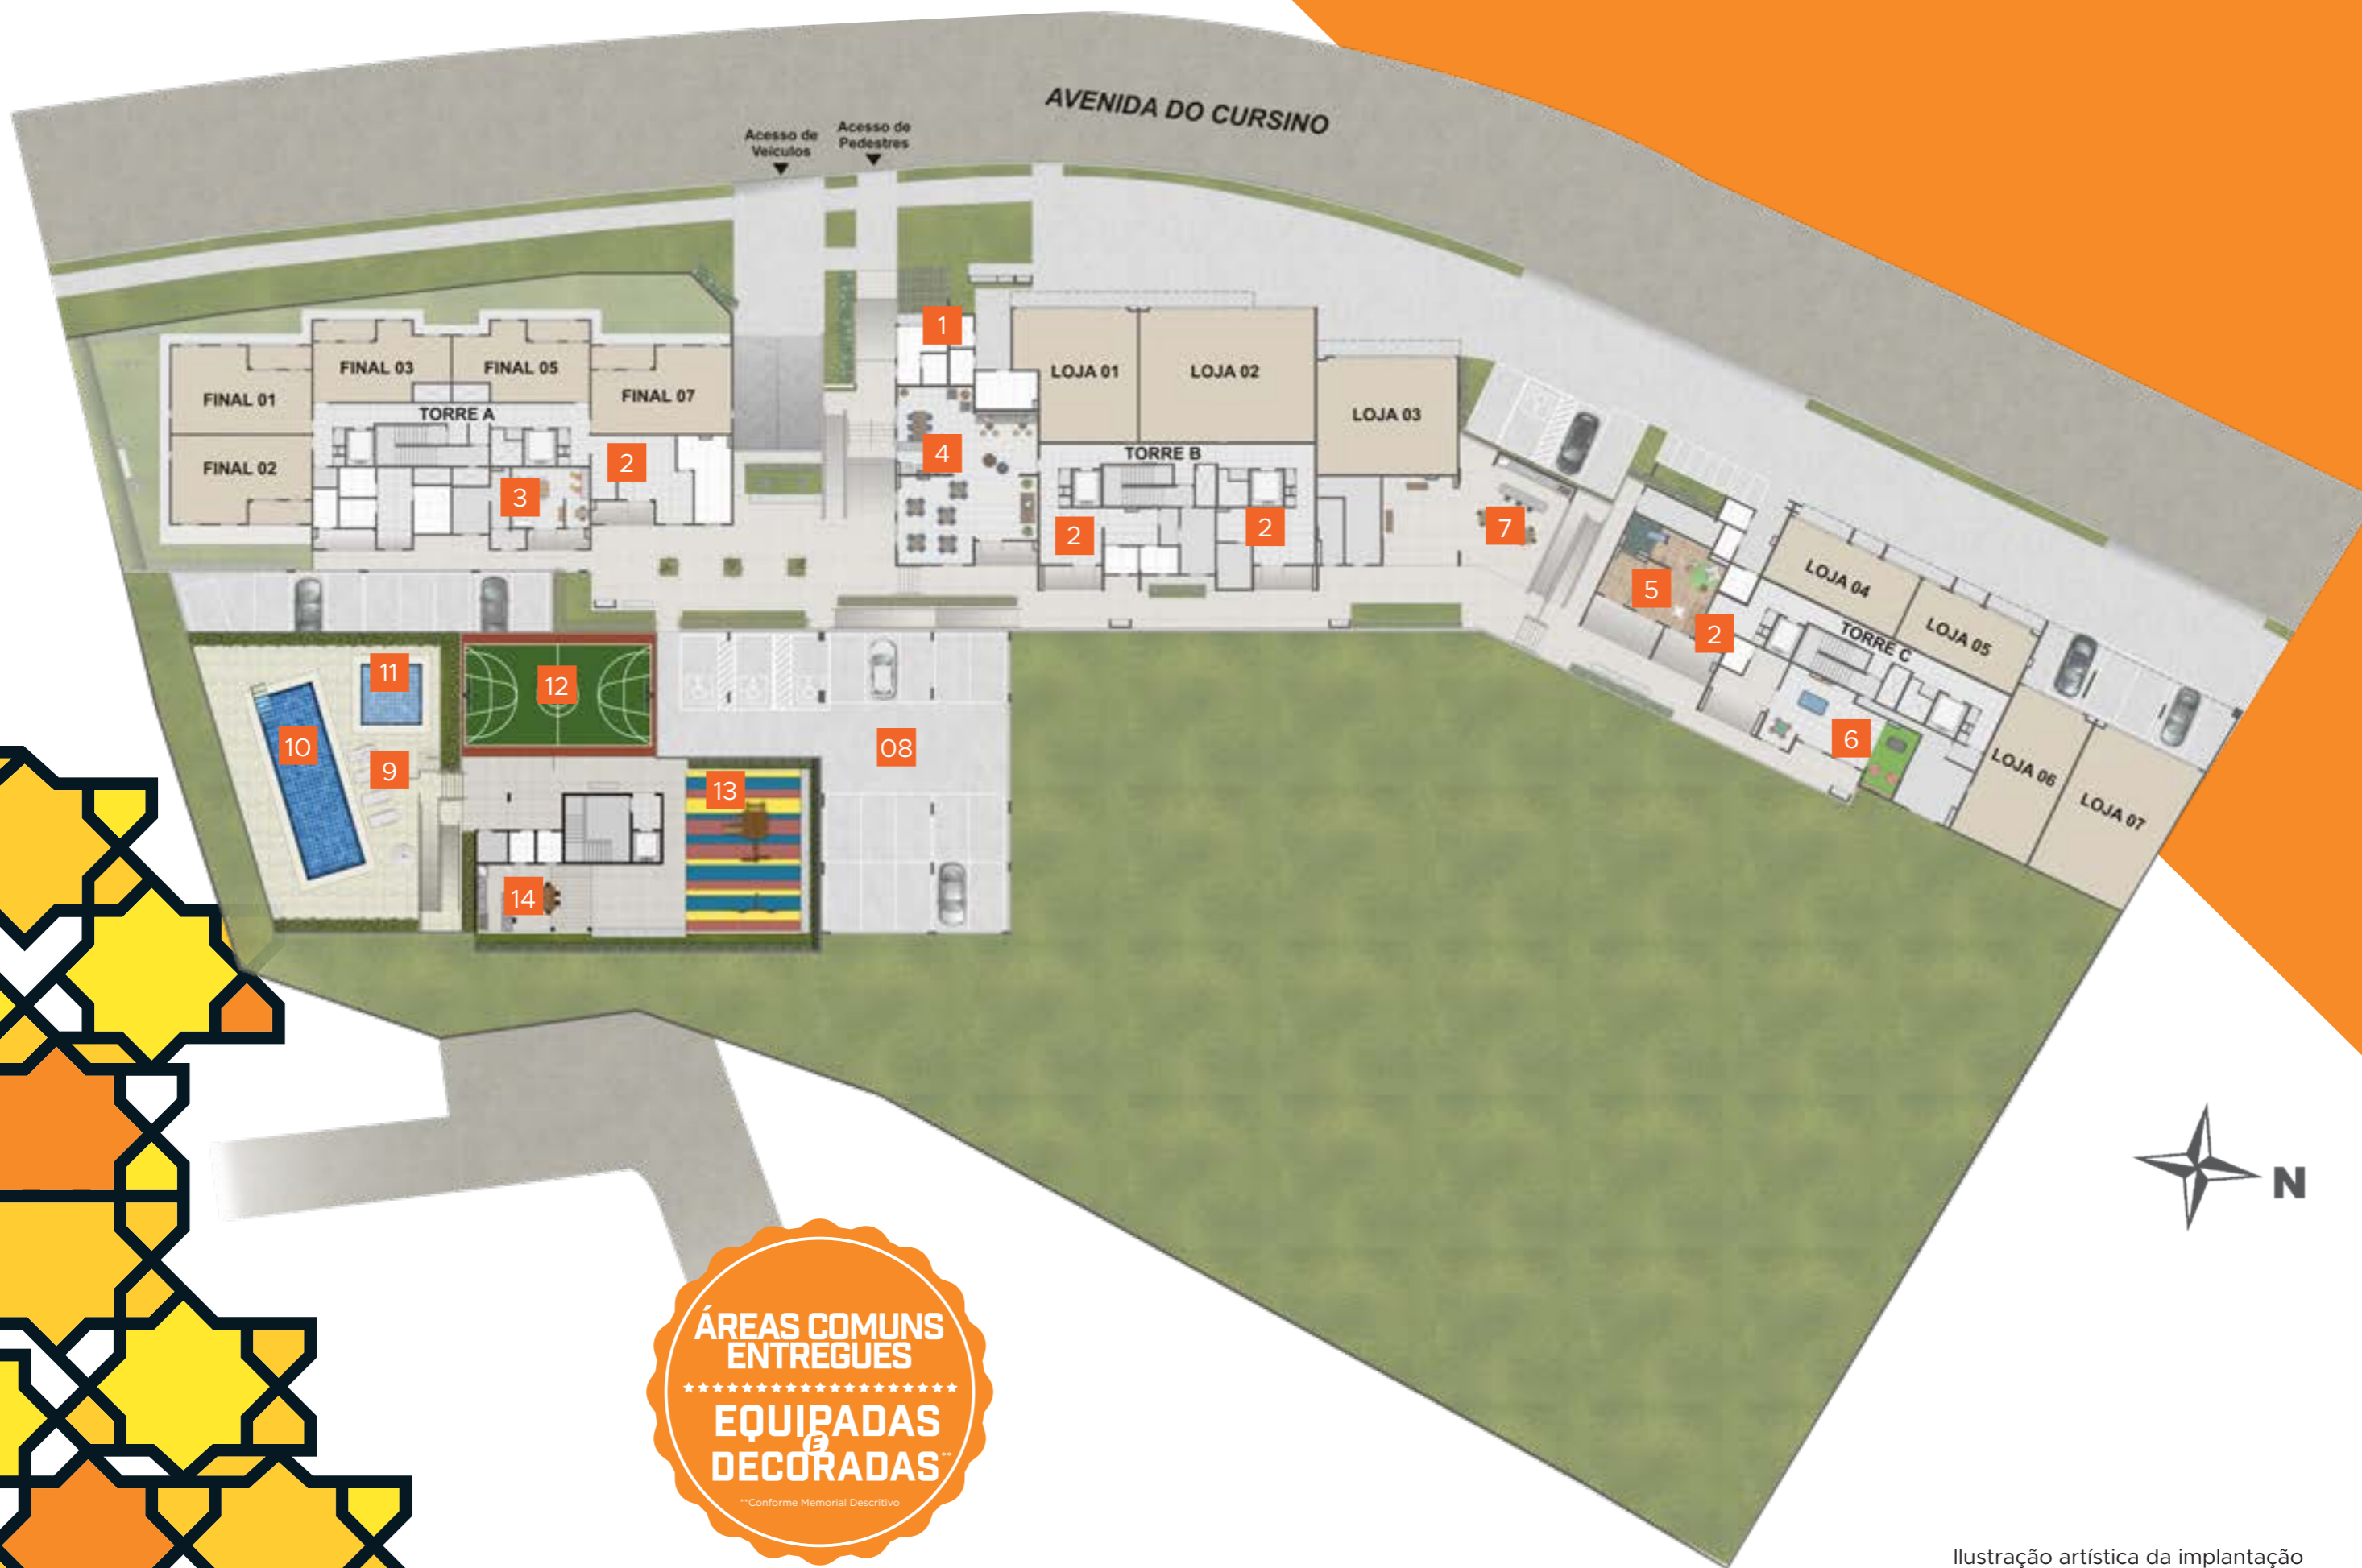 AVENIDA DO CURSINO
Acesso de
Veículos
Acesso de
Pedestres
1
FINAL 03
FINAL 05
FINAL 01
FINAL 07
TORRE A
FINAL 02
2
3
LOJA 01
LOJA 02
LOJA 03
4
TORRE B
2
2
7
5
LOJA 04
LOJA 05
2
TORRE C
6
LOJA 06
LOJA 07
11
12
10
9
08
13
14
N
ÁREAS COMUNS
ENTREGUES
EQUIPADAS
E
DECORADAS**
**Conforme Memorial Descritivo
Ilustração artística da implantação